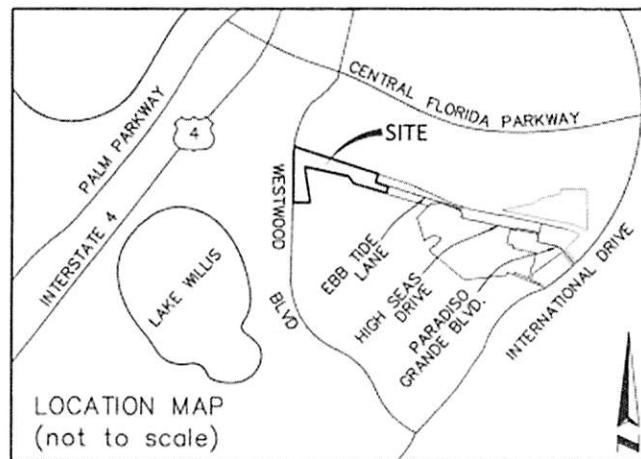 CENTRAL FLORIDA PARKWAY
PALM PARKWAY
4
SITE
INTERSTATE 4
WESTWOOD
BLVD
LAKE WILLIS
EBB TIDE
LANE
HIGH SEAS
DRIVE
PARADISO
GRANDE BLVD.
INTERNATIONAL DRIVE
LOCATION MAP
(not to scale)
N